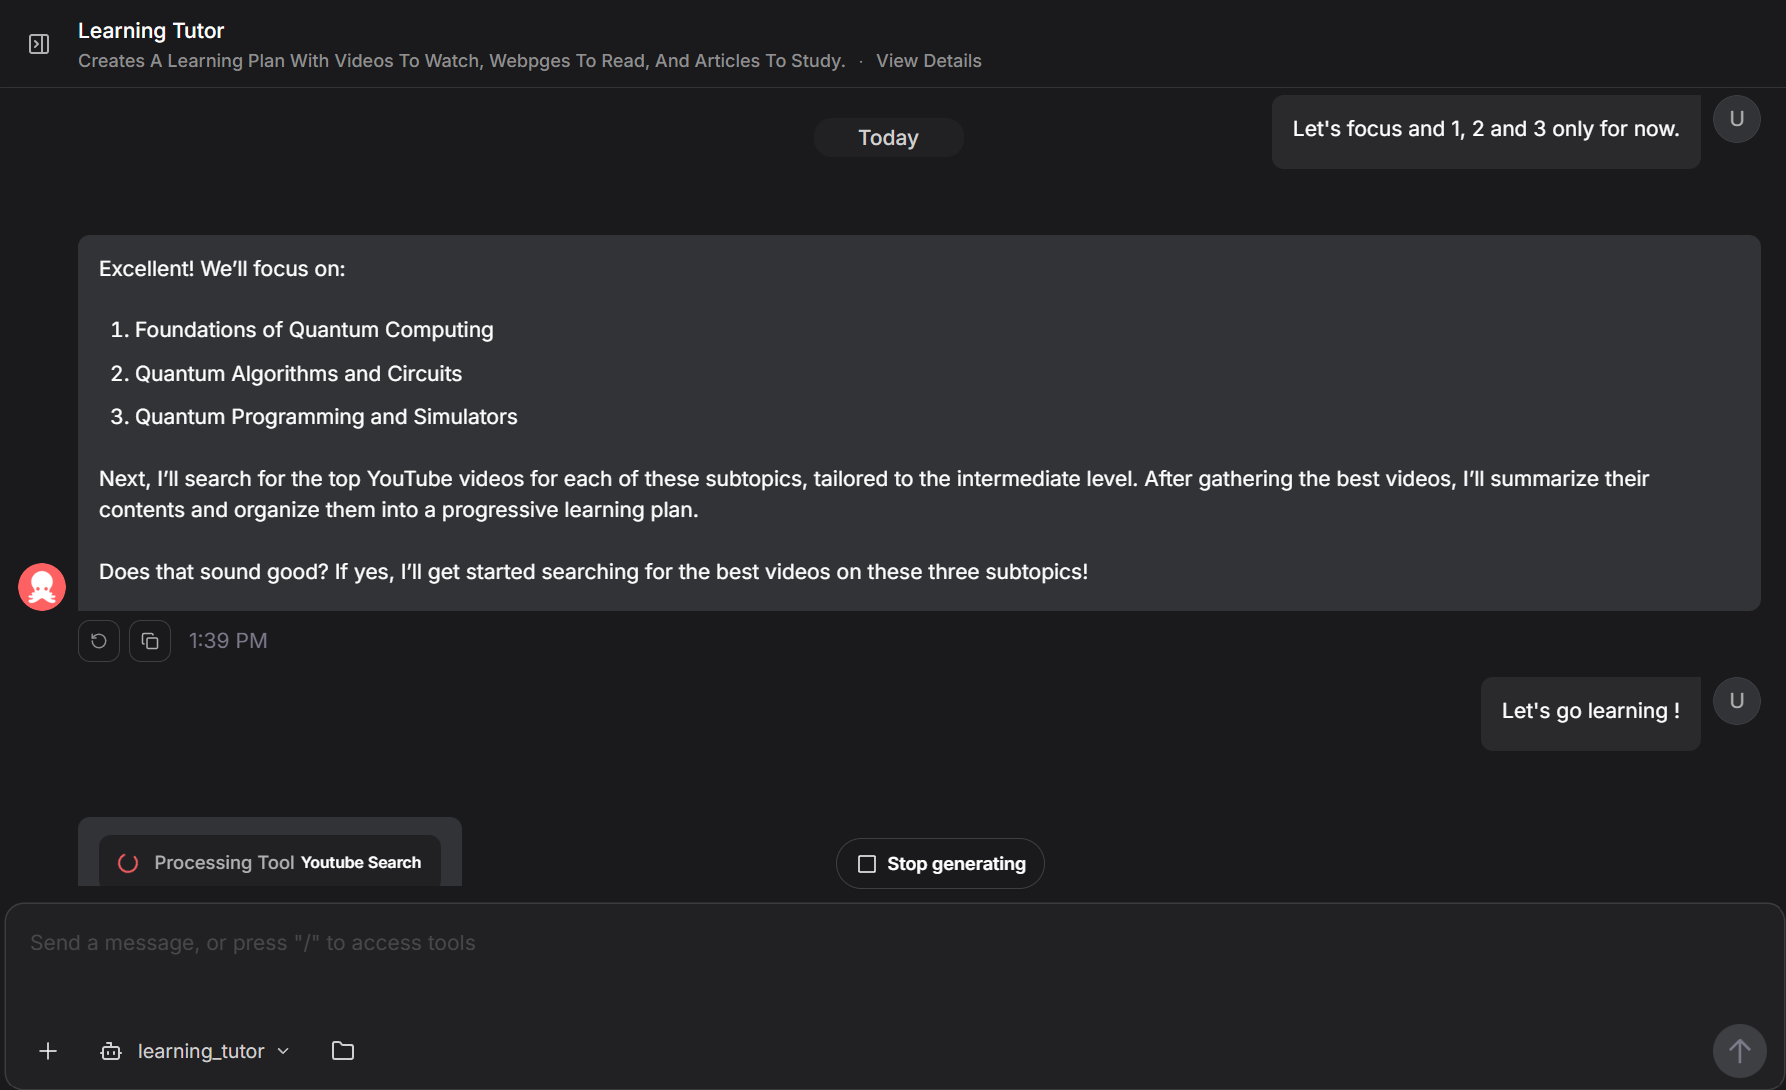 Learning Tutor
Creates A Learning Plan With Videos To Watch, Webpges To Read, And Articles To Study. · View Details
Today
Let's focus and 1, 2 and 3 only for now.
U
Excellent! We’ll focus on:
1. Foundations of Quantum Computing
2. Quantum Algorithms and Circuits
3. Quantum Programming and Simulators
Next, I’ll search for the top YouTube videos for each of these subtopics, tailored to the intermediate level. After gathering the best videos, I’ll summarize their
contents and organize them into a progressive learning plan.
Does that sound good? If yes, I’ll get started searching for the best videos on these three subtopics!
1:39 PM
Let's go learning !
U
Processing Tool Youtube Search
Stop generating
Send a message, or press "/" to access tools
learning_tutor